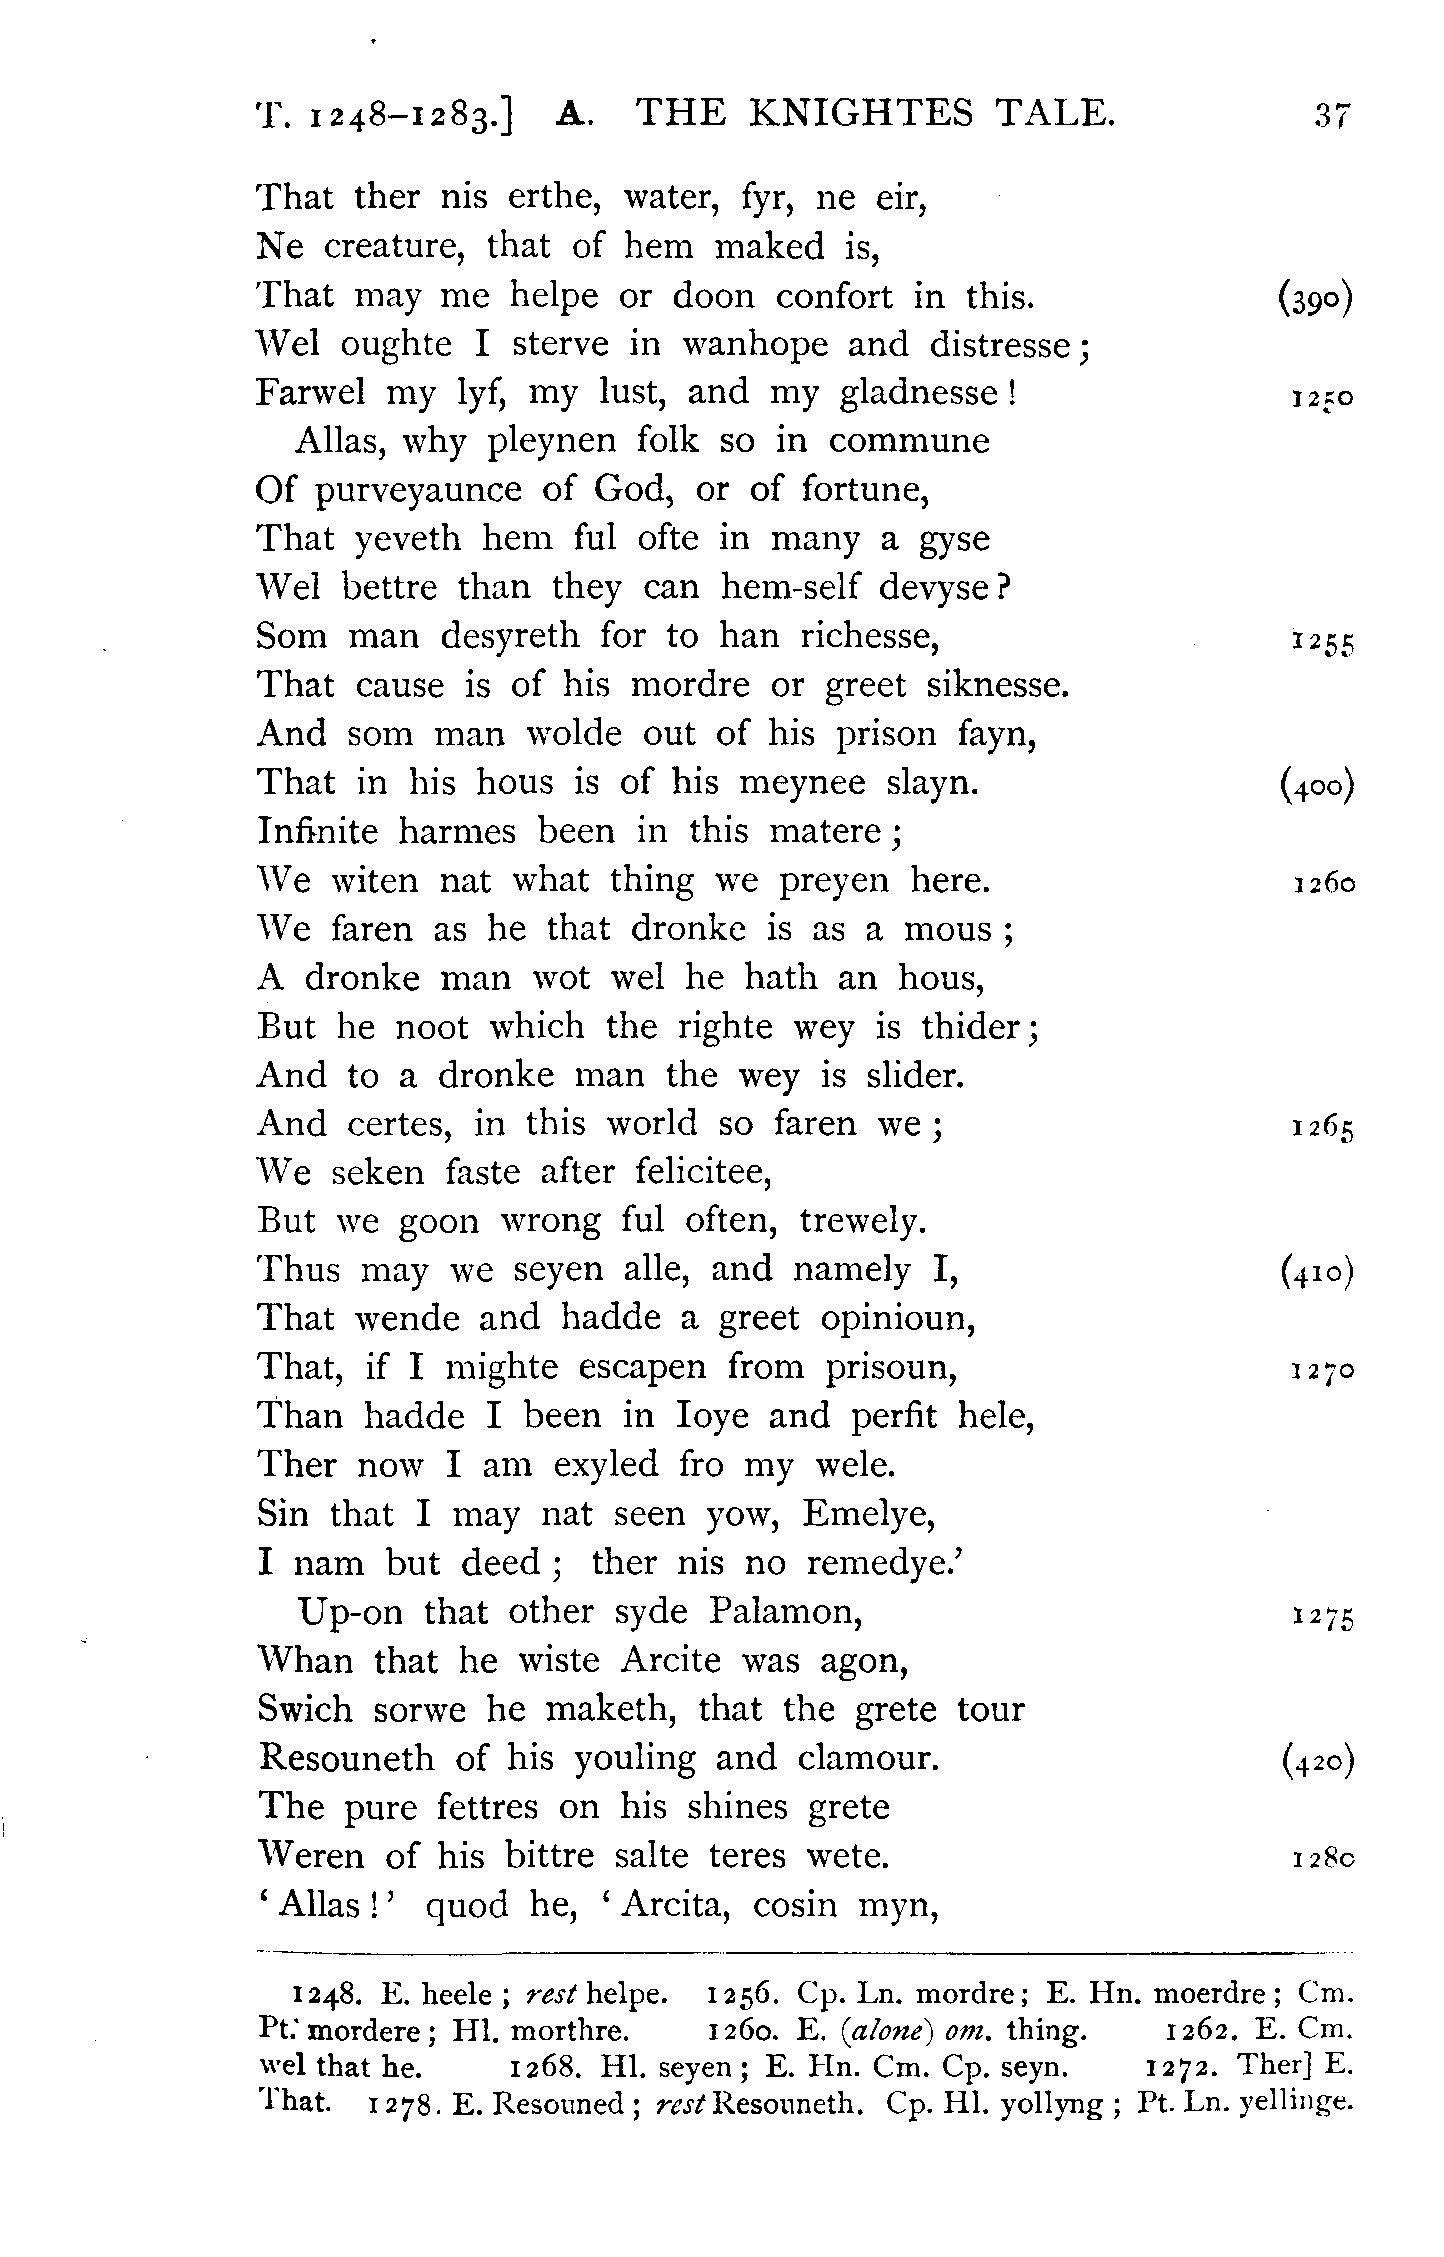 T. 1248–1283.] A. THE KNIGHTES TALE. 37
That ther nis erthe, water, fyr, ne eir,
Ne creature, that of hem maked is,
That may me helpe or doon confort in this. (390)
Wel oughte I sterve in wanhope and distresse;
Farwel my lyf, my lust, and my gladnesse! 1250
Allas, why pleynen folk so in commune
Of purveyaunce of God, or of fortune,
That yeveth hem ful ofte in many a gyse
Wel bettre than they can hem-self devyse?
Som man desyreth for to han richesse, 1255
That cause is of his mordre or greet siknesse.
And som man wolde out of his prison fayn,
That in his hous is of his meynee slayn. (400)
Infinite harmes been in this matere;
We witen nat what thing we preyen here. 1260
We faren as he that dronke is as a mous;
A dronke man wot wel he hath an hous,
But he noot which the righte wey is thider;
And to a dronke man the wey is slider.
And certes, in this world so faren we; 1265
We seken faste after felicitee,
But we goon wrong ful often, trewely.
Thus may we seyen alle, and namely I, (410)
That wende and hadde a greet opinioun,
That, if I mighte escapen from prisoun, 1270
Than hadde I been in Ioye and perfit hele,
Ther now I am exyled fro my wele.
Sin that I may nat seen yow, Emelye,
I nam but deed; ther nis no remedye.’
Up-on that other syde Palamon, 1275
Whan that he wiste Arcite was agon,
Swich sorwe he maketh, that the grete tour
Resouneth of his youling and clamour. (420)
The pure fettres on his shines grete
Weren of his bittre salte teres wete. 1280
‘Allas!’ quod he, ‘Arcita, cosin myn,
1248. E. heele; rest helpe. 1256. Cp. Ln. mordre; E. Hn. moerdre; Cm.
Pt. mordere; Hl. morthre. 1260. E. (alone) om. thing. 1262. E. Cm.
wel that he. 1268. Hl. seyen; E. Hn. Cm. Cp. seyn. 1272. Ther] E.
That. 1278. E. Resouned; rest Resouneth. Cp. Hl. yollyng; Pt. Ln. yellinge.